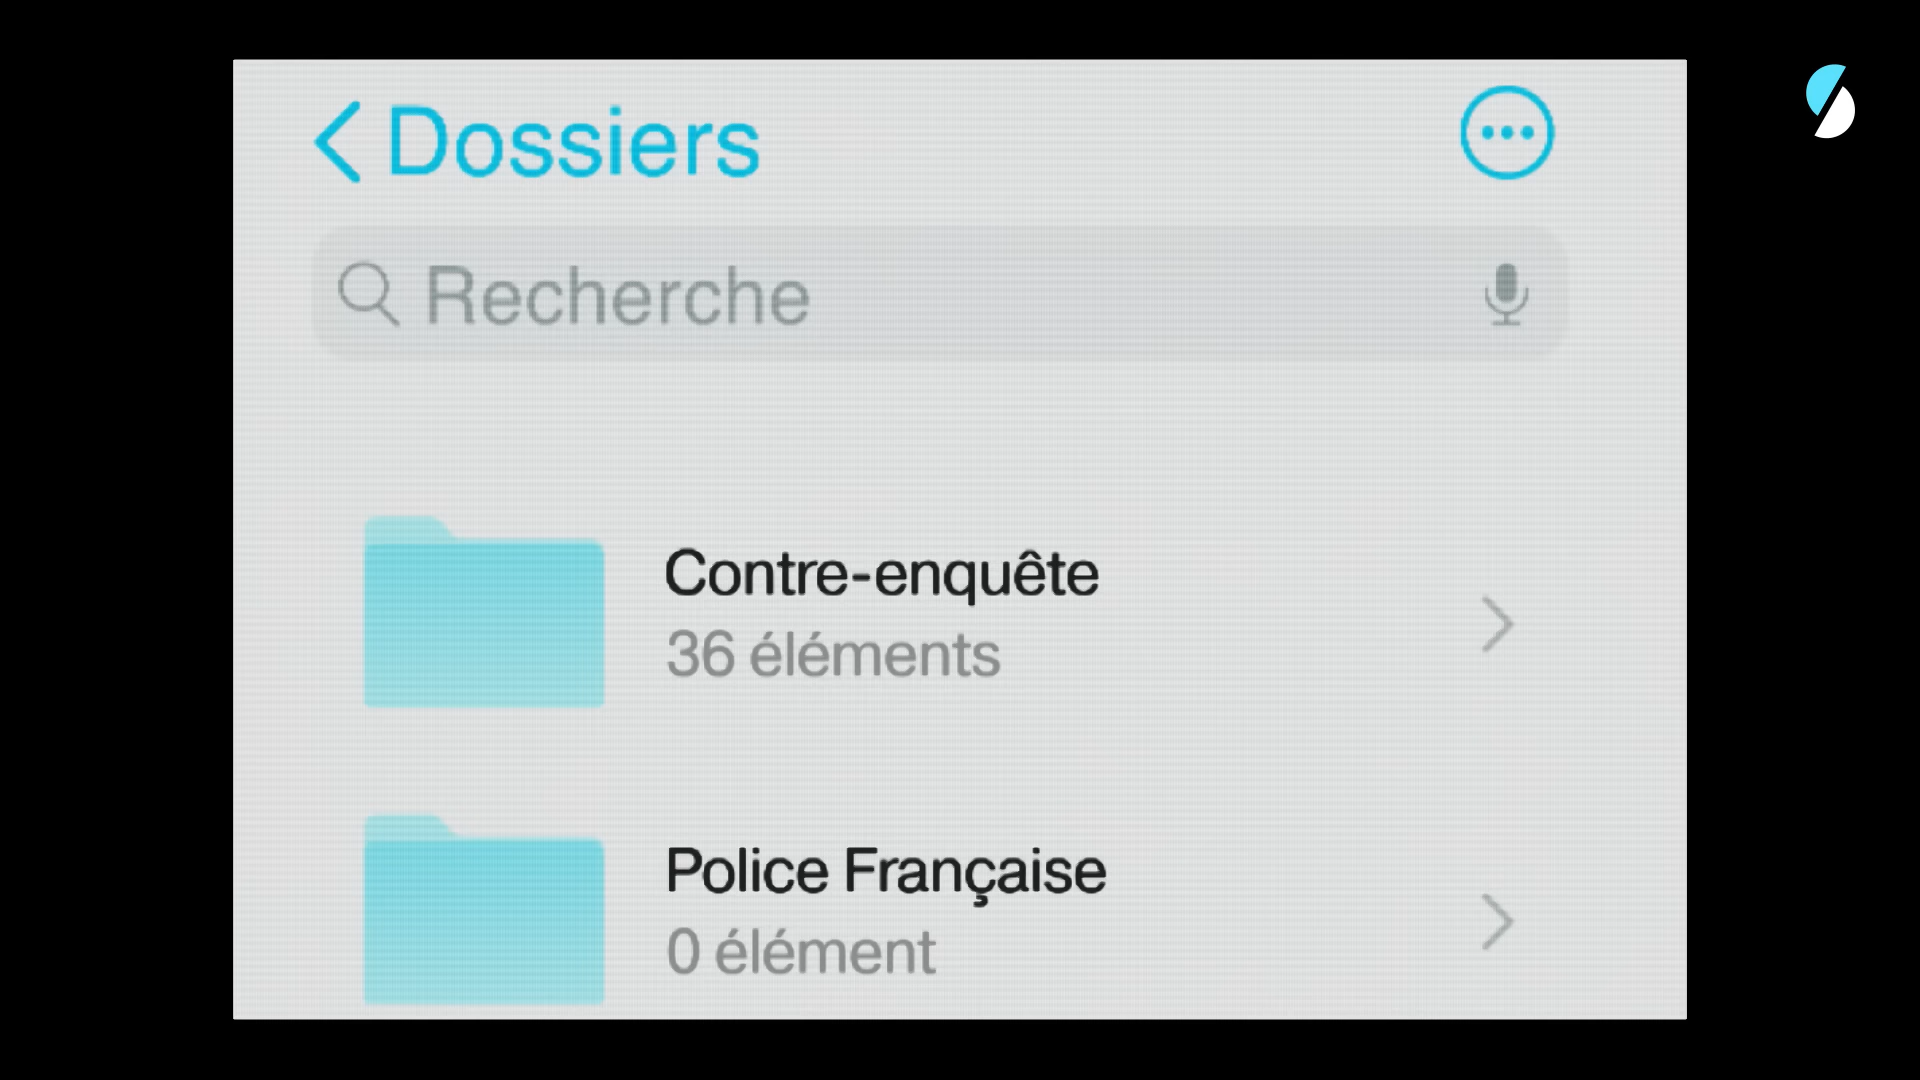 Dossiers
Recherche
Contre-enquête
36 éléments
Police Française
0 élément